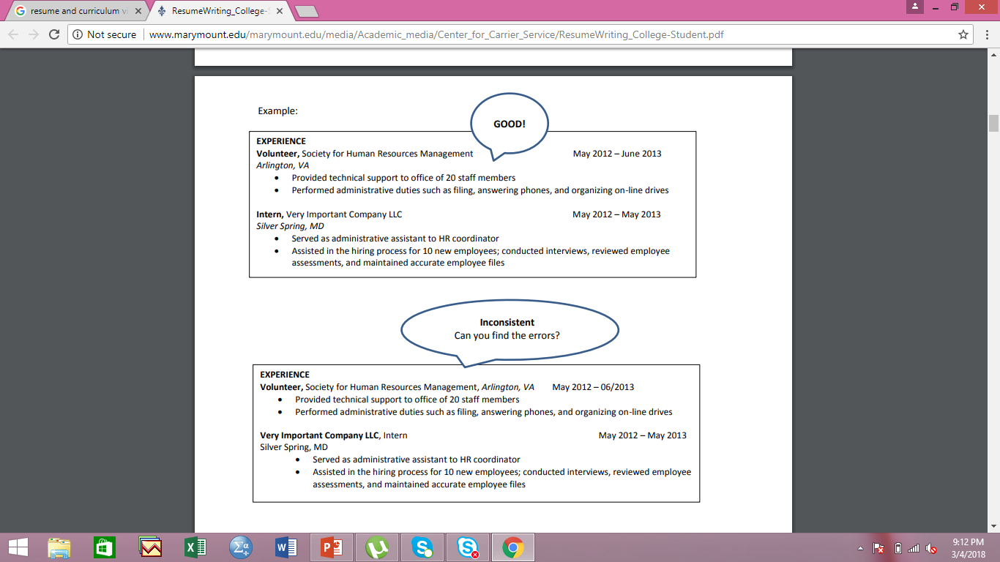 resume and curriculum vi
ResumeWriting_College-S
Not secure
www.marymount.edu/marymount.edu/media/Academic_media/Center_for_Carrier_Service/ResumeWriting_College-Student.pdf
Example:
GOOD!
EXPERIENCE
Volunteer, Society for Human Resources Management May 2012 – June 2013
Arlington, VA
• Provided technical support to office of 20 staff members
• Performed administrative duties such as filing, answering phones, and organizing on-line drives
Intern, Very Important Company LLC May 2012 – May 2013
Silver Spring, MD
• Served as administrative assistant to HR coordinator
• Assisted in the hiring process for 10 new employees; conducted interviews, reviewed employee
assessments, and maintained accurate employee files
Inconsistent
Can you find the errors?
EXPERIENCE
Volunteer, Society for Human Resources Management, Arlington, VA May 2012 – 06/2013
• Provided technical support to office of 20 staff members
• Performed administrative duties such as filing, answering phones, and organizing on-line drives
Very Important Company LLC, Intern May 2012 – May 2013
Silver Spring, MD
• Served as administrative assistant to HR coordinator
• Assisted in the hiring process for 10 new employees; conducted interviews, reviewed employee
assessments, and maintained accurate employee files
9:12 PM
3/4/2018